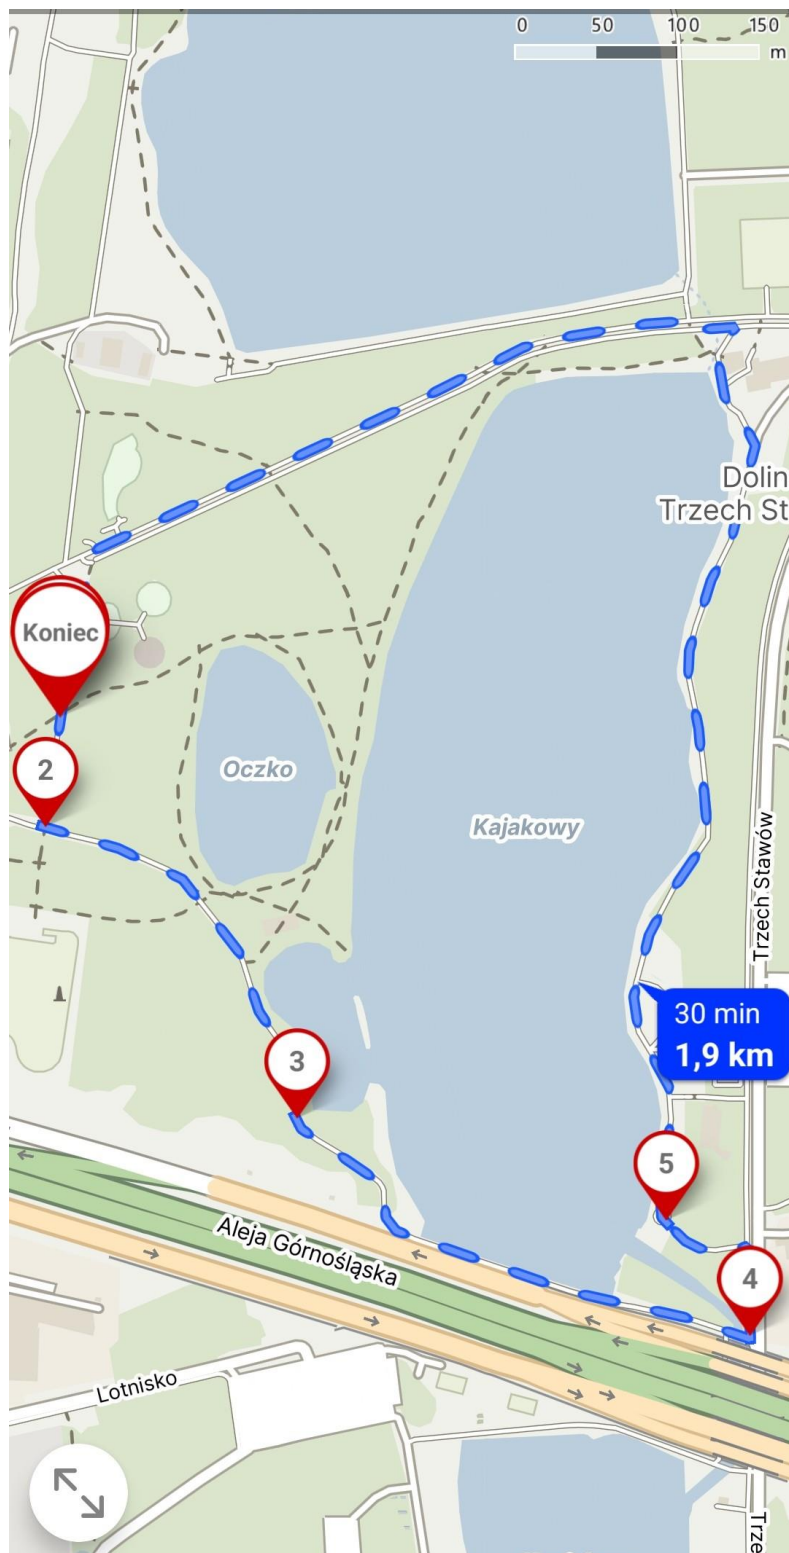 0 50 100 150
m
Dolin
Trzech St
Koniec
2
Oczko
Kajakowy
Trzech Stawów
30 min
1,9 km
3
5
Aleja Górnośląska
4
Lotnisko
Trze